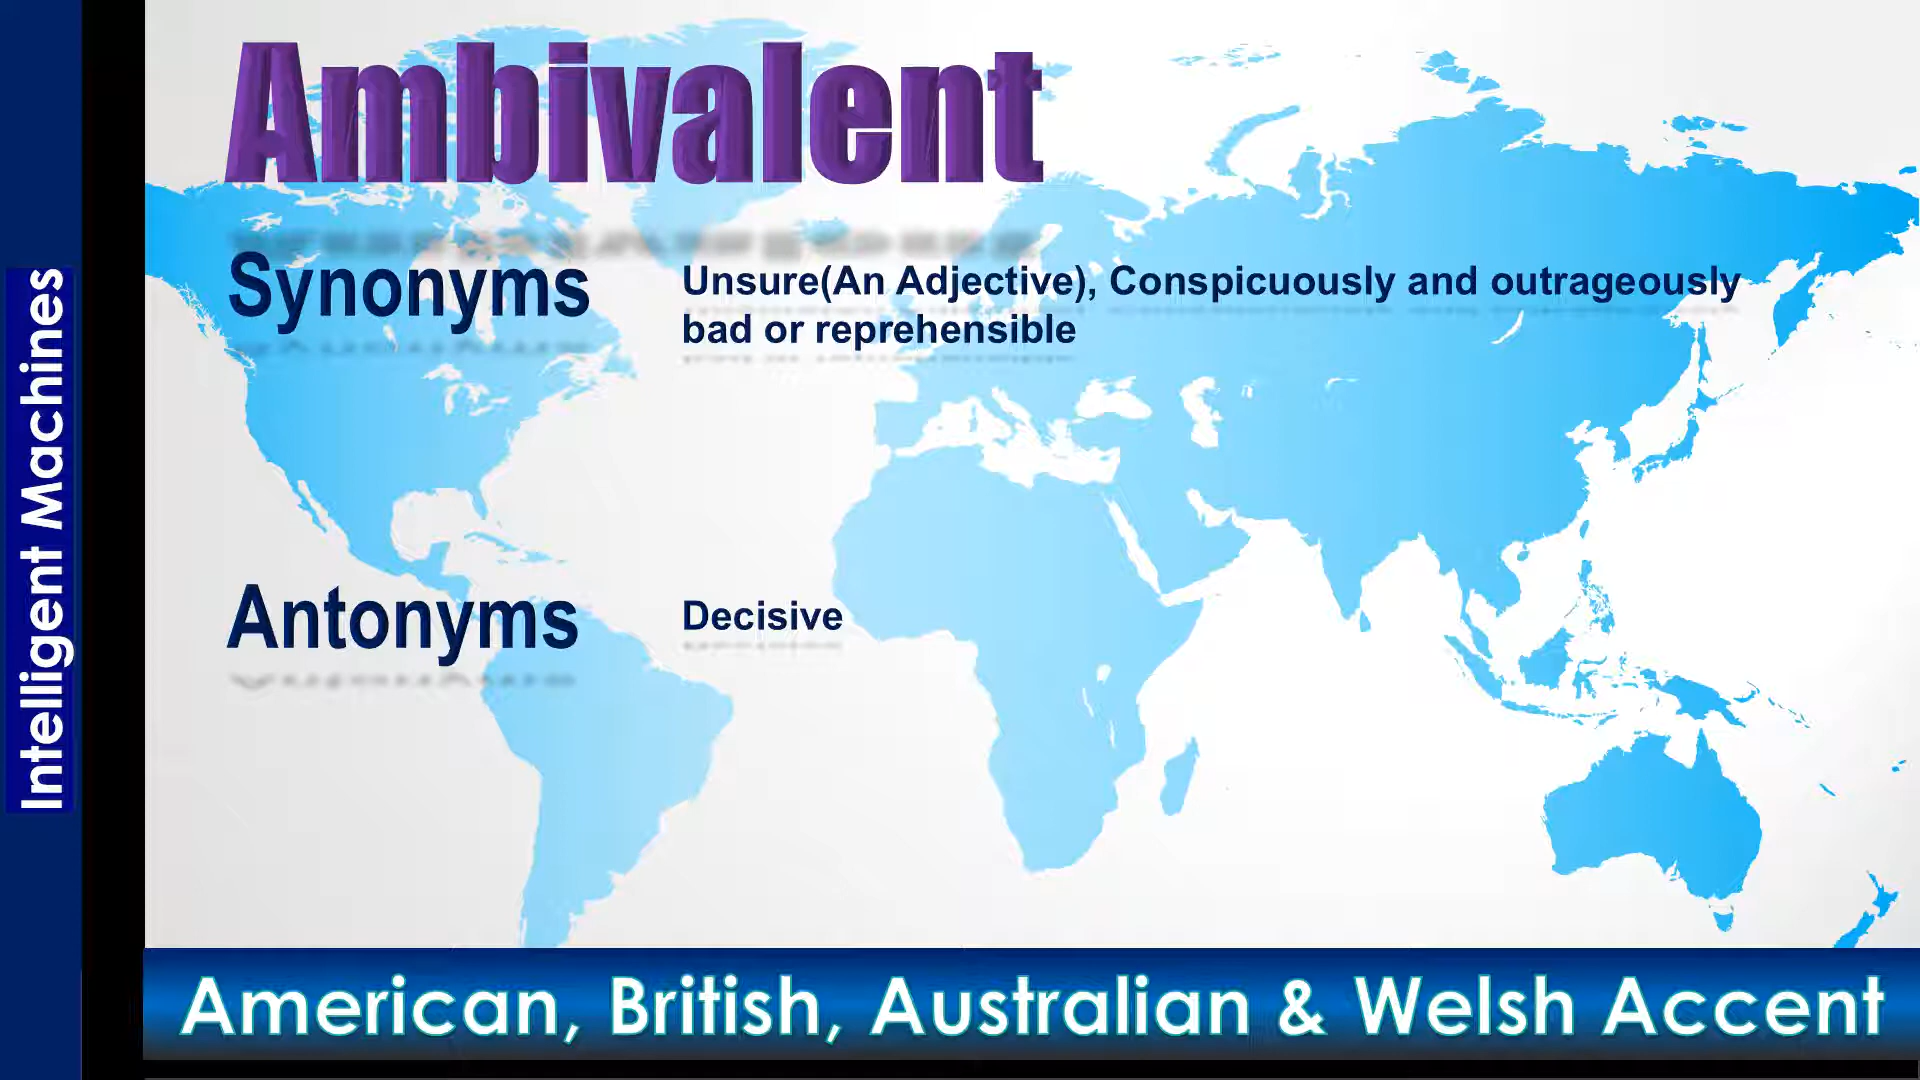 Ambivalent
Synonyms
Unsure(An Adjective), Conspicuously and outrageously
bad or reprehensible
Antonyms
Decisive
Intelligent Machines
American, British, Australian & Welsh Accent